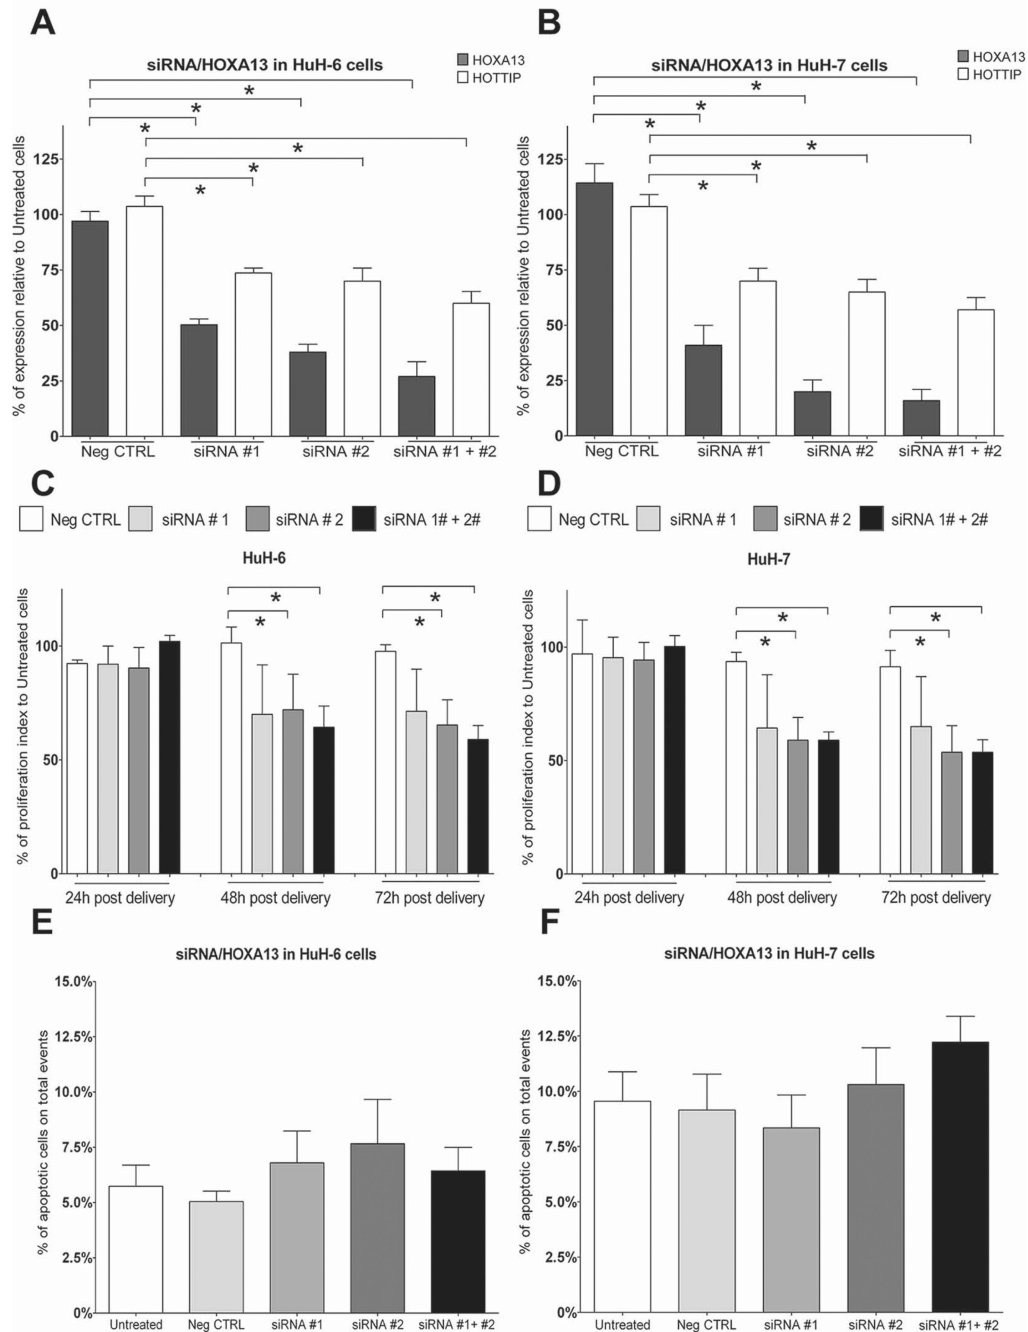 A
siRNA/HOXA13 in HuH-6 cells
HOXA13
HOTTIP
% of expression relative to Untreated cells
125
100
75
50
25
0
* * * * * *
Neg CTRL siRNA #1 siRNA #2 siRNA #1 + #2
B
siRNA/HOXA13 in HuH-7 cells
HOXA13
HOTTIP
% of expression relative to Untreated cells
125
100
75
50
25
0
* * * * * *
Neg CTRL siRNA #1 siRNA #2 siRNA #1 + #2
C
Neg CTRL siRNA # 1 siRNA # 2 siRNA 1# + 2#
HuH-6
% of proliferation index to Untreated cells
100
50
0
* * * *
24h post delivery 48h post delivery 72h post delivery
D
Neg CTRL siRNA # 1 siRNA # 2 siRNA 1# + 2#
HuH-7
% of proliferation index to Untreated cells
100
50
0
* * * *
24h post delivery 48h post delivery 72h post delivery
E
siRNA/HOXA13 in HuH-6 cells
% of apoptotic cells on total events
15.0%
12.5%
10.0%
7.5%
5.0%
2.5%
0%
Untreated Neg CTRL siRNA #1 siRNA #2 siRNA #1+ #2
F
siRNA/HOXA13 in HuH-7 cells
% of apoptotic cells on total events
15.0%
12.5%
10.0%
7.5%
5.0%
2.5%
0%
Untreated Neg CTRL siRNA #1 siRNA #2 siRNA #1+ #2